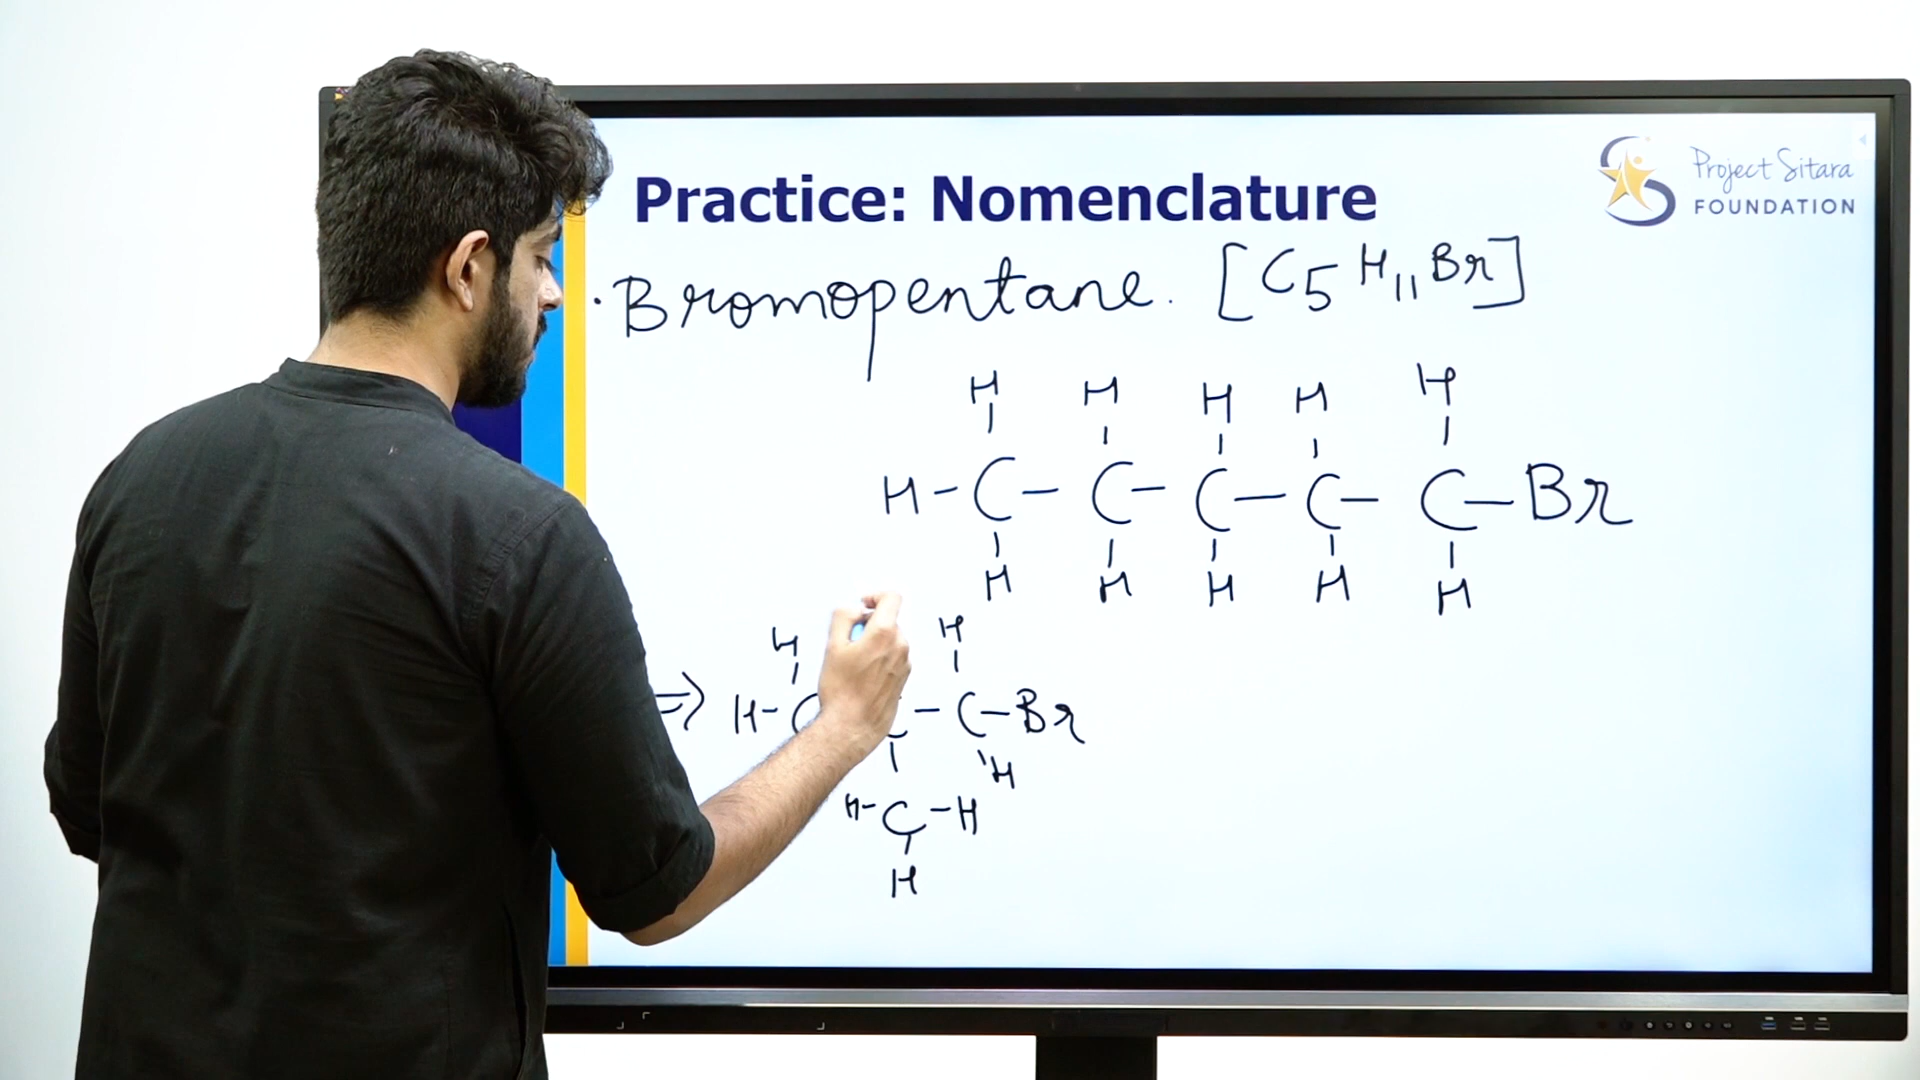 Practice: Nomenclature
Project Sitara
FOUNDATION
. Bromopentane. [C5H11Br]
H H H H H
H-C-C-C-C-C-Br
H H H H H
H H
=> H-C C-C-Br
H
H-C-H
H